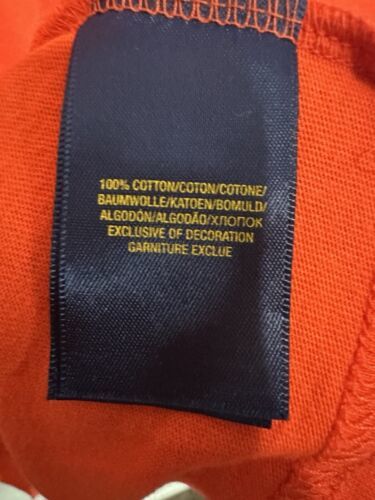 100% COTTON/COTON/COTONE/
BAUMWOLLE/KATOEN/BOMULD/
ALGODÓN/ALGODÃO/ХЛОПОК
EXCLUSIVE OF DECORATION
GARNITURE EXCLUE